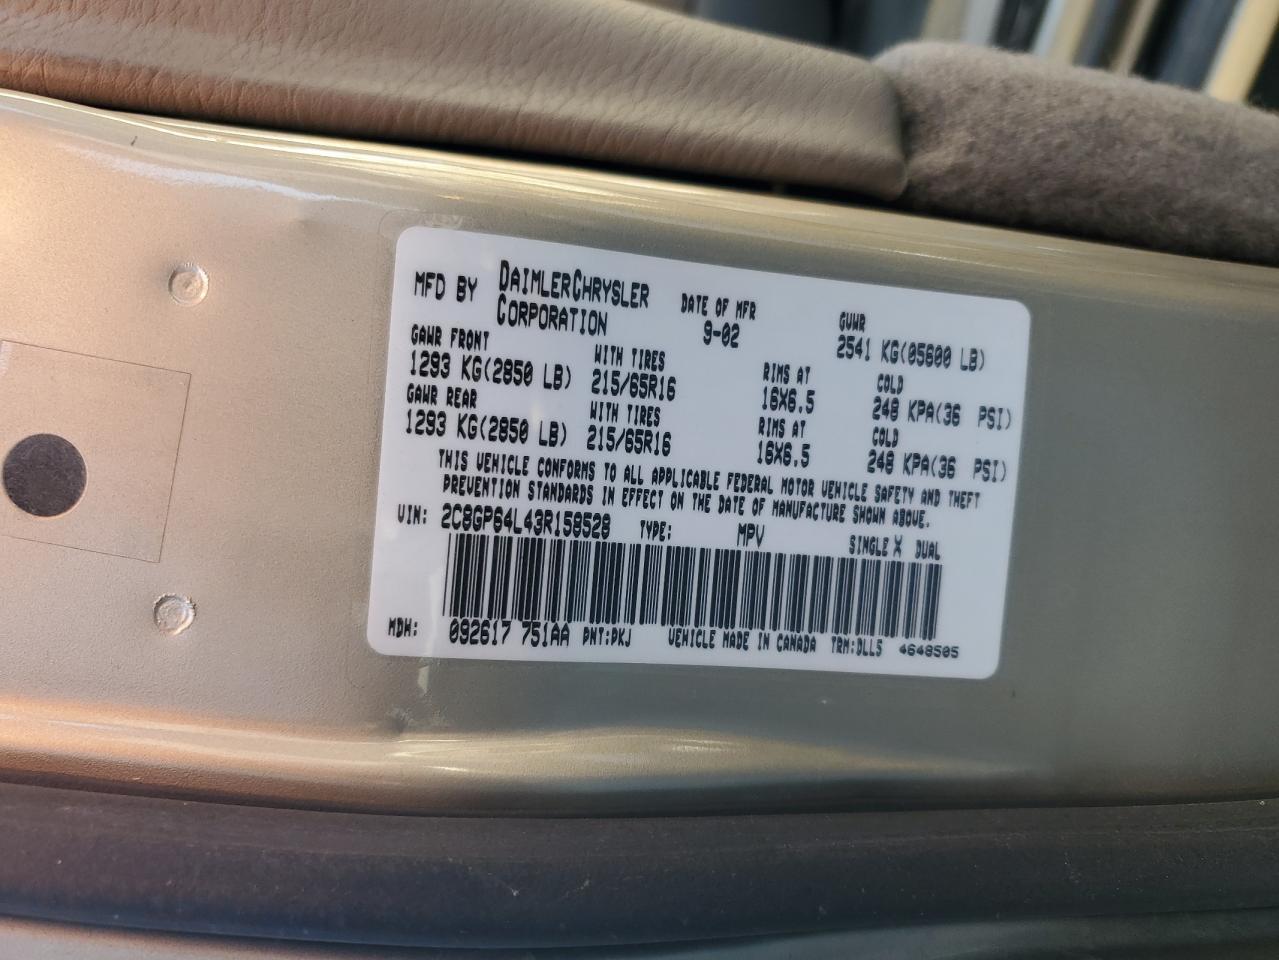 MFD BY DAIMLERCHRYSLER CORPORATION
DATE OF MFR 9-02
GVWR 2541 KG(05600 LB)
GAWR FRONT WITH TIRES RIMS AT COLD
1293 KG(2850 LB) 215/65R16 16X6.5 248 KPA(36 PSI)
GAWR REAR WITH TIRES RIMS AT COLD
1293 KG(2850 LB) 215/65R16 16X6.5 248 KPA(36 PSI)
THIS VEHICLE CONFORMS TO ALL APPLICABLE FEDERAL MOTOR VEHICLE SAFETY AND THEFT
PREVENTION STANDARDS IN EFFECT ON THE DATE OF MANUFACTURE SHOWN ABOVE.
VIN: 2C8GP64L43R158528 TYPE: MPV SINGLE X DUAL
MDH: 092617 751AA PNT:PKJ VEHICLE MADE IN CANADA TRM:DLL5 4648505